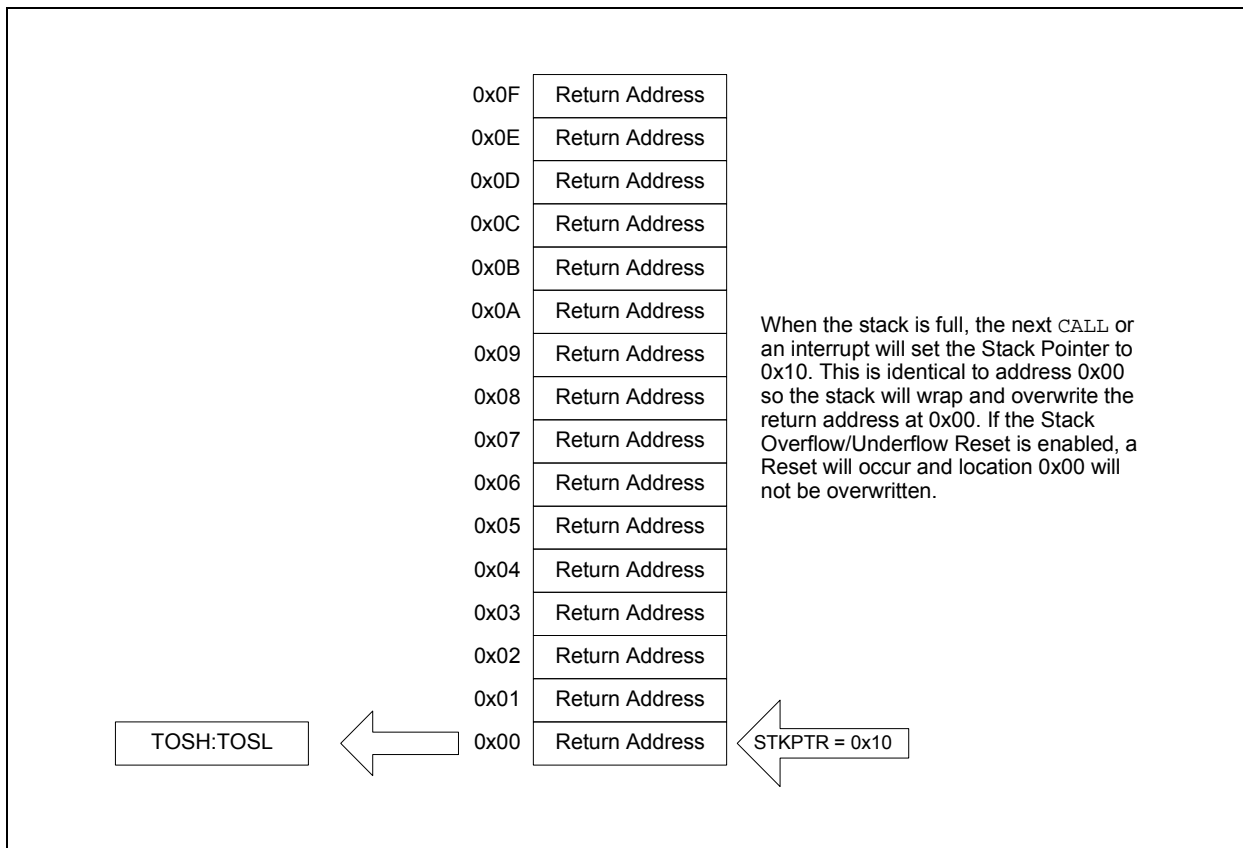 0x0F Return Address
0x0E Return Address
0x0D Return Address
0x0C Return Address
0x0B Return Address
0x0A Return Address
0x09 Return Address
0x08 Return Address
0x07 Return Address
0x06 Return Address
0x05 Return Address
0x04 Return Address
0x03 Return Address
0x02 Return Address
0x01 Return Address
TOSH:TOSL 0x00 Return Address STKPTR = 0x10
When the stack is full, the next CALL or
an interrupt will set the Stack Pointer to
0x10. This is identical to address 0x00
so the stack will wrap and overwrite the
return address at 0x00. If the Stack
Overflow/Underflow Reset is enabled, a
Reset will occur and location 0x00 will
not be overwritten.